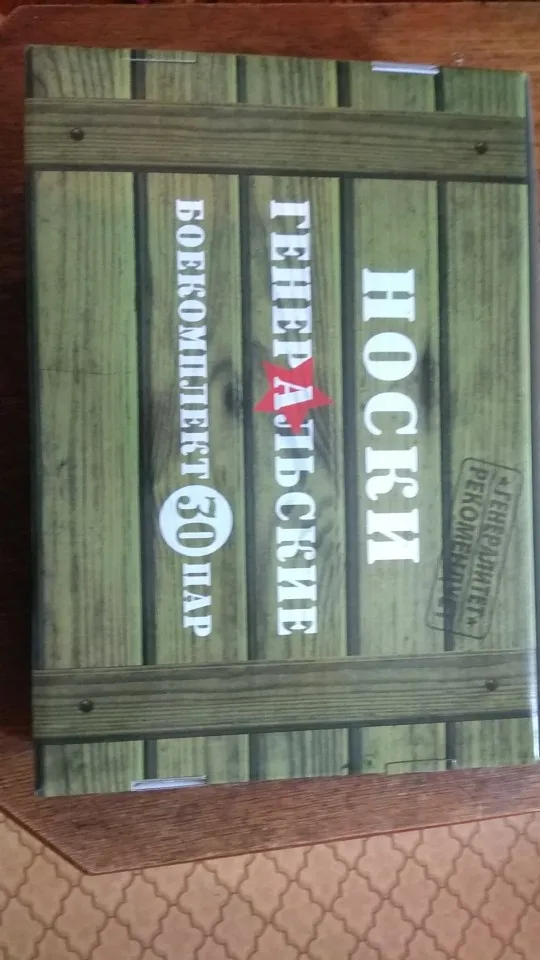 «ГЕНЕРАЛИТЕТ»
РЕКОМЕНДУЕТ
НОСКИ
ГЕНЕРАЛЬСКИЕ
БОЕКОМПЛЕКТ 30 ПАР